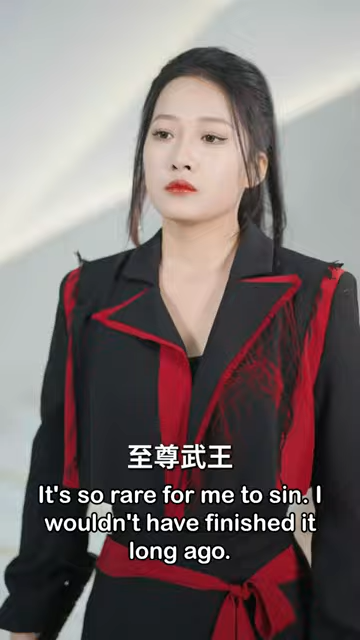 至尊武王
It's so rare for me to sin. I
wouldn't have finished it
long ago.